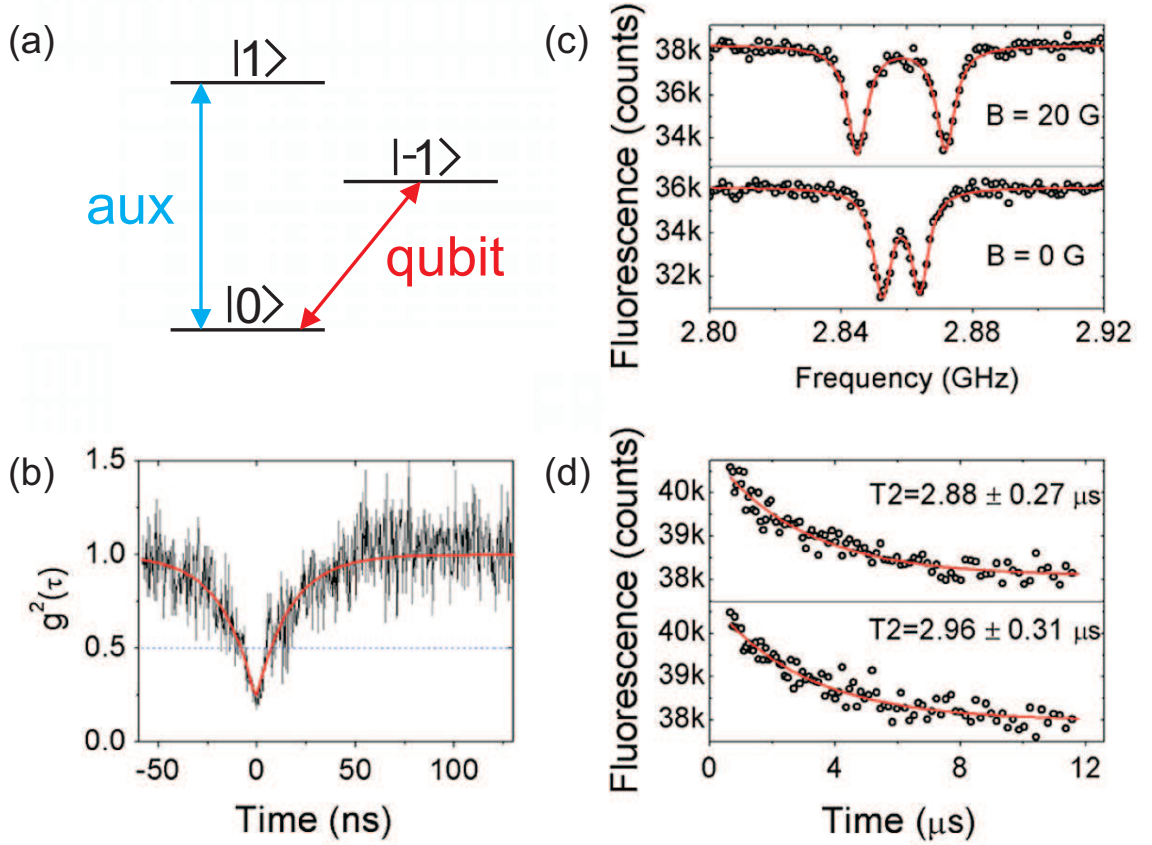 (a)
|1>
|-1>
aux
qubit
|0>
(b)
1.5
1.0
0.5
0.0
g²(τ)
-50
0
50
100
Time (ns)
(c)
Fluorescence (counts)
38k
36k
34k
B = 20 G
36k
34k
32k
B = 0 G
2.80
2.84
2.88
2.92
Frequency (GHz)
(d)
Fluorescence (counts)
40k
39k
38k
T2=2.88 ± 0.27 μs
40k
39k
38k
T2=2.96 ± 0.31 μs
0
4
8
12
Time (μs)